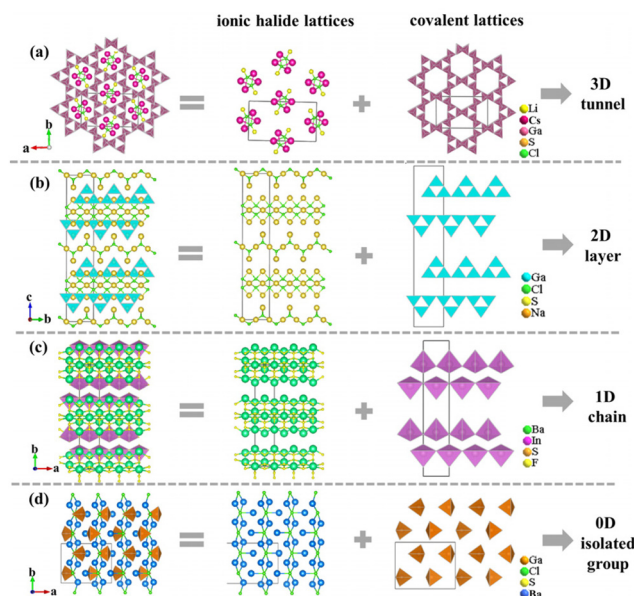 ionic halide lattices
covalent lattices
(a)
b
a
Li
Cs
Ga
S
Cl
3D
tunnel
(b)
c
b
Ga
Cl
S
Na
2D
layer
(c)
b
a
Ba
In
S
F
1D
chain
(d)
b
a
Ga
Cl
S
Ba
0D
isolated
group